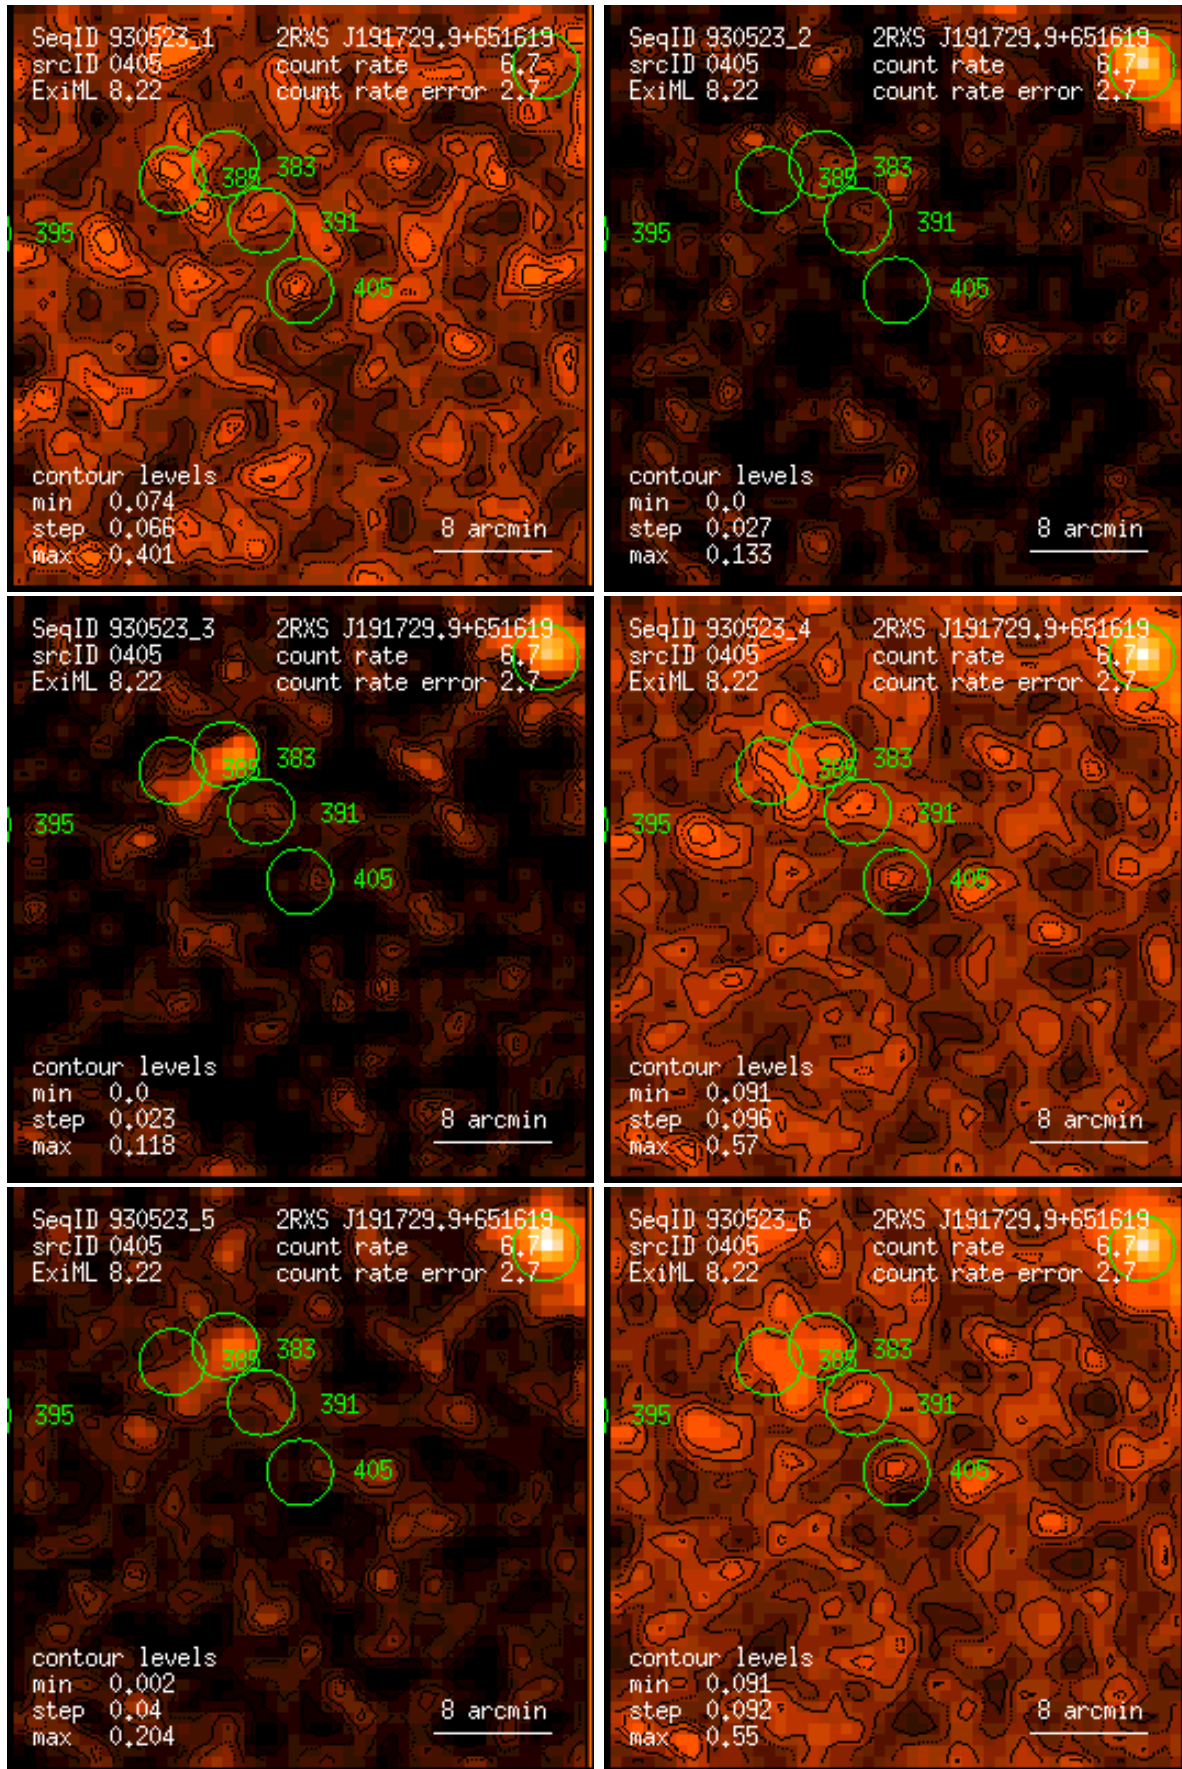 SeqID 930523_1 2RXS J191729.9+651619
srcID 0405 count rate 6.7
ExiML 8.22 count rate error 2.7
383
389
391
395
405
contour levels
min 0.074
step 0.066
max 0.401
8 arcmin
SeqID 930523_2 2RXS J191729.9+651619
srcID 0405 count rate 6.7
ExiML 8.22 count rate error 2.7
383
389
391
395
405
contour levels
min 0.0
step 0.027
max 0.133
8 arcmin
SeqID 930523_3 2RXS J191729.9+651619
srcID 0405 count rate 6.7
ExiML 8.22 count rate error 2.7
383
389
391
395
405
contour levels
min 0.0
step 0.023
max 0.118
8 arcmin
SeqID 930523_4 2RXS J191729.9+651619
srcID 0405 count rate 6.7
ExiML 8.22 count rate error 2.7
383
389
391
395
405
contour levels
min 0.091
step 0.096
max 0.57
8 arcmin
SeqID 930523_5 2RXS J191729.9+651619
srcID 0405 count rate 6.7
ExiML 8.22 count rate error 2.7
383
389
391
395
405
contour levels
min 0.002
step 0.04
max 0.204
8 arcmin
SeqID 930523_6 2RXS J191729.9+651619
srcID 0405 count rate 6.7
ExiML 8.22 count rate error 2.7
383
389
391
395
405
contour levels
min 0.091
step 0.092
max 0.55
8 arcmin